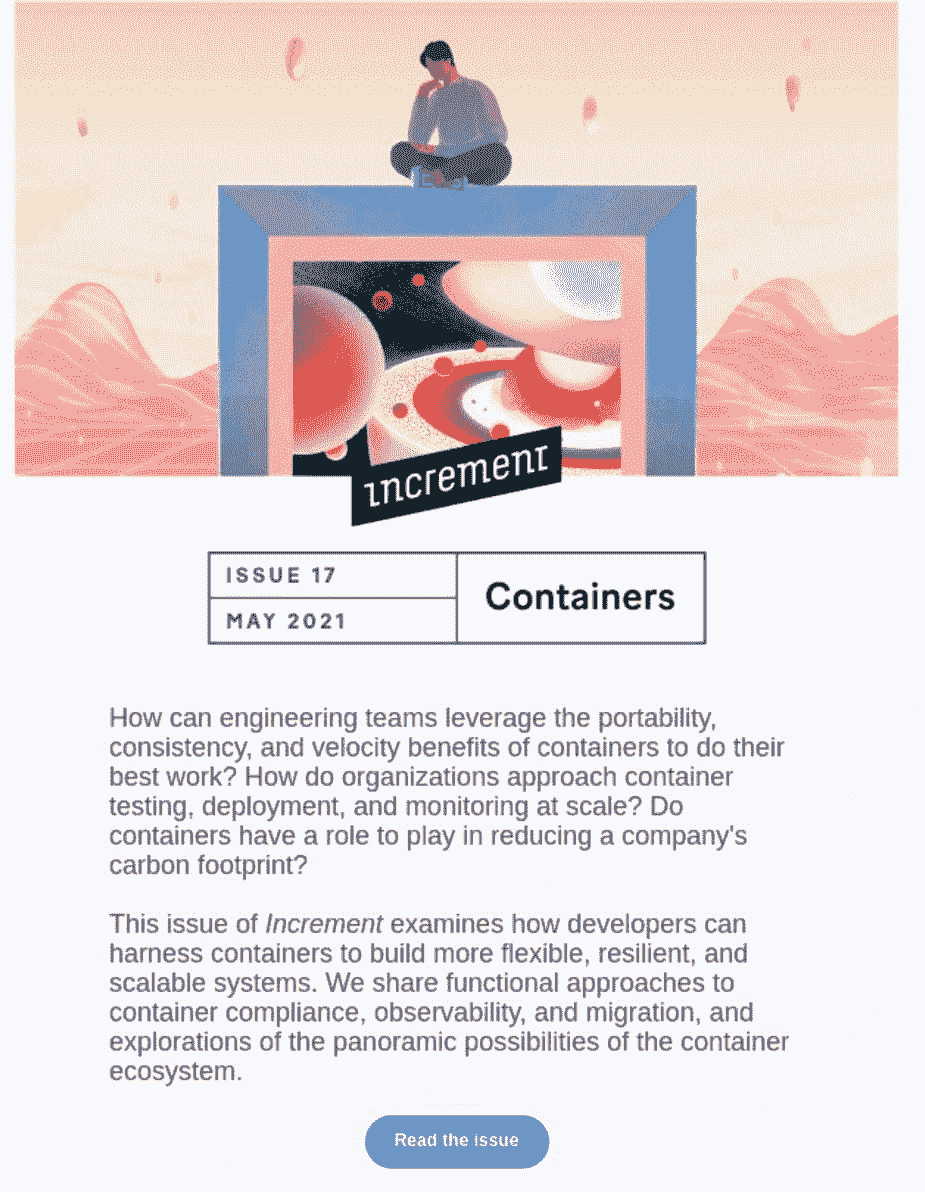 increment
ISSUE 17
MAY 2021
Containers
How can engineering teams leverage the portability,
consistency, and velocity benefits of containers to do their
best work? How do organizations approach container
testing, deployment, and monitoring at scale? Do
containers have a role to play in reducing a company's
carbon footprint?
This issue of Increment examines how developers can
harness containers to build more flexible, resilient, and
scalable systems. We share functional approaches to
container compliance, observability, and migration, and
explorations of the panoramic possibilities of the container
ecosystem.
Read the issue